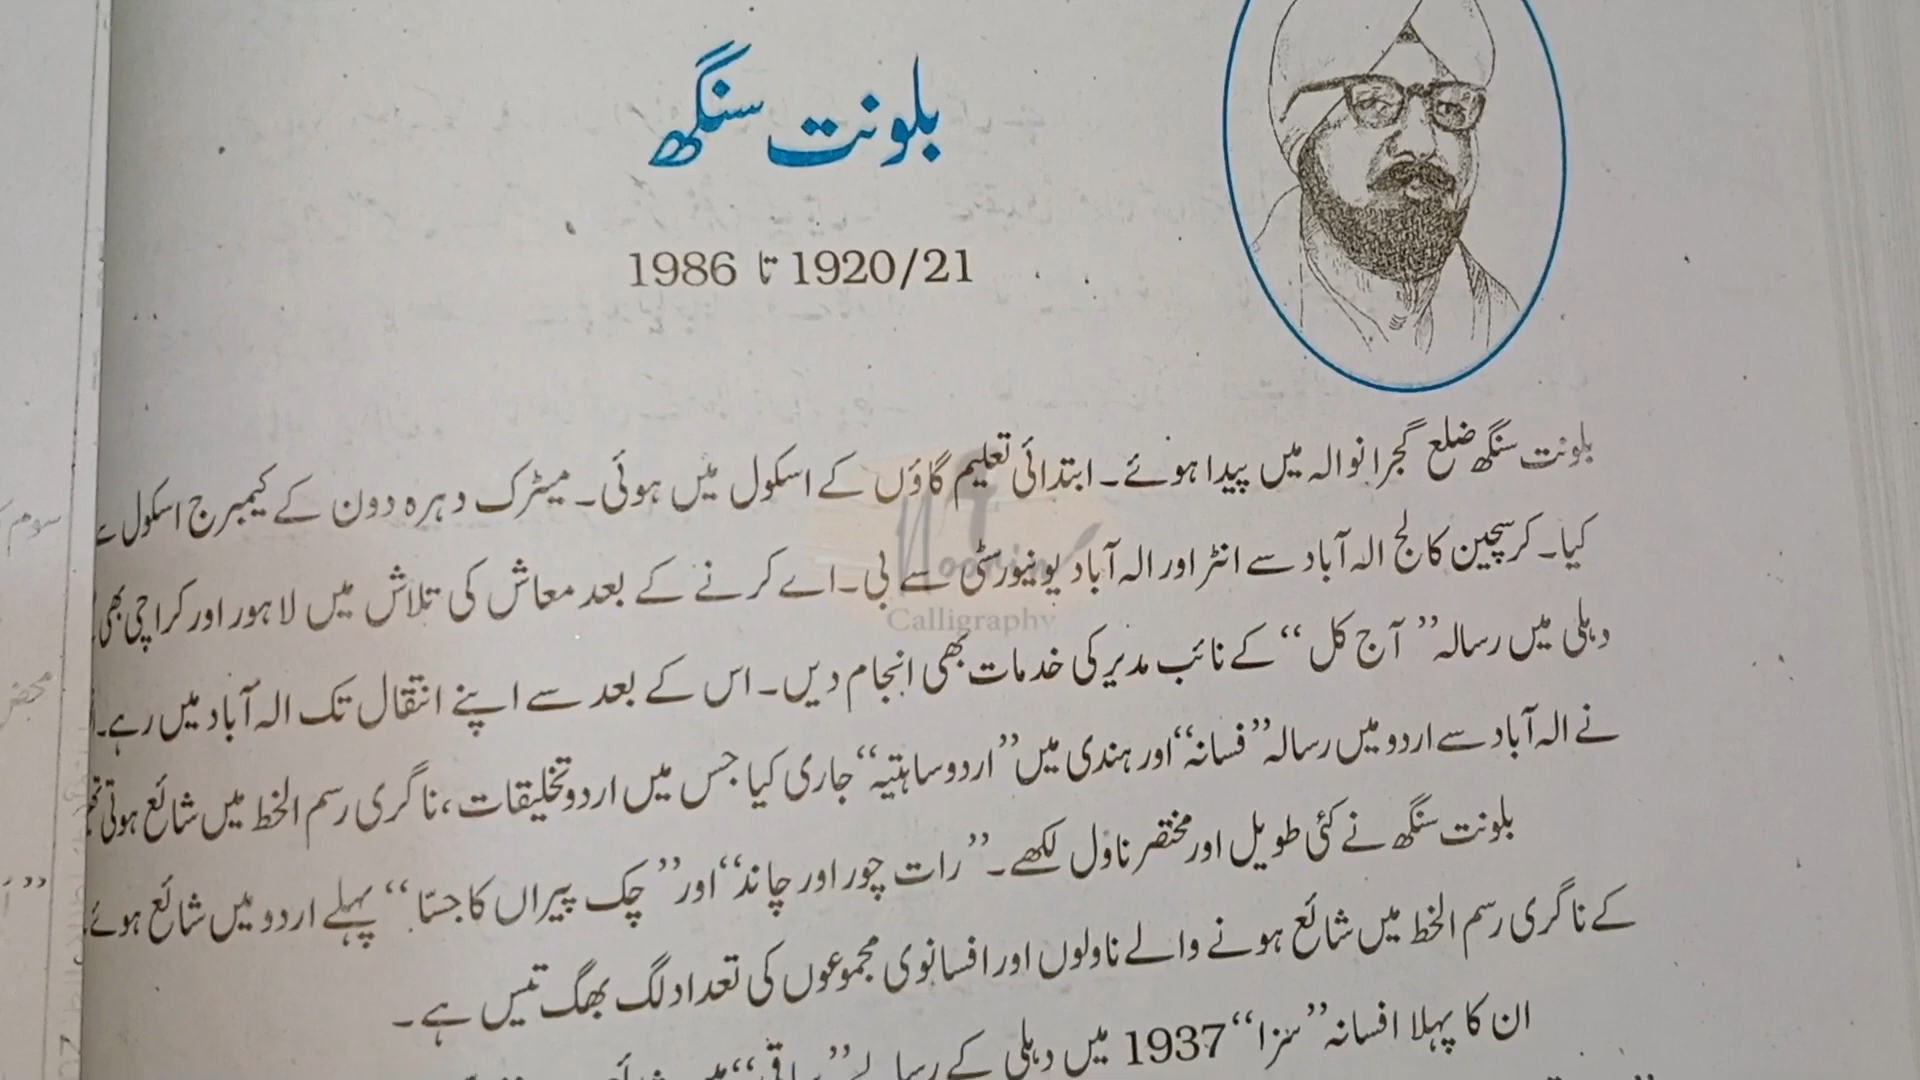 بلونت سنگھ
1920/21 تا 1986
بلونت سنگھ ضلع گجرانوالہ میں پیدا ہوئے۔ ابتدائی تعلیم گاؤں کے اسکول میں ہوئی۔ میٹرک دہرہ دون کے کیمبرج اسکول سے
کیا۔ کرسچین کالج الہ آباد سے انٹر اور الہ آباد یونیورسٹی سے بی۔اے کرنے کے بعد معاش کی تلاش میں لاہور اور کراچی بھی
دہلی میں رسالہ ”آج کل“ کے نائب مدیر کی خدمات بھی انجام دیں۔ اس کے بعد سے اپنے انتقال تک الہ آباد میں رہے۔
نے الہ آباد سے اردو میں رسالہ ”فسانہ“ اور ہندی میں ”اردو ساہتیہ“ جاری کیا جس میں اردو تخلیقات، ناگری رسم الخط میں شائع ہوتی
بلونت سنگھ نے کئی طویل اور مختصر ناول لکھے۔ ”رات چور اور چاند“ اور ”چک پیراں کا جسّا“ پہلے اردو میں شائع ہوئے
کے ناگری رسم الخط میں شائع ہونے والے ناولوں اور افسانوی مجموعوں کی تعداد لگ بھگ تیس ہے۔
ان کا پہلا افسانہ ”سزا“ 1937 میں دہلی کے رسالے ”ساقی“ میں
Noorin
Calligraphy
سوم
محض